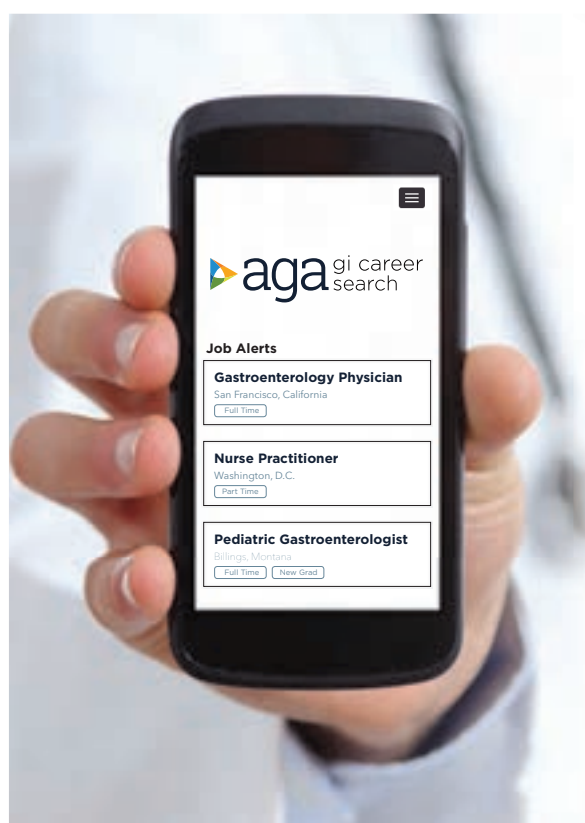 aga gi career
search
Job Alerts
Gastroenterology Physician
San Francisco, California
Full Time
Nurse Practitioner
Washington, D.C.
Part Time
Pediatric Gastroenterologist
Billings, Montana
Full Time New Grad